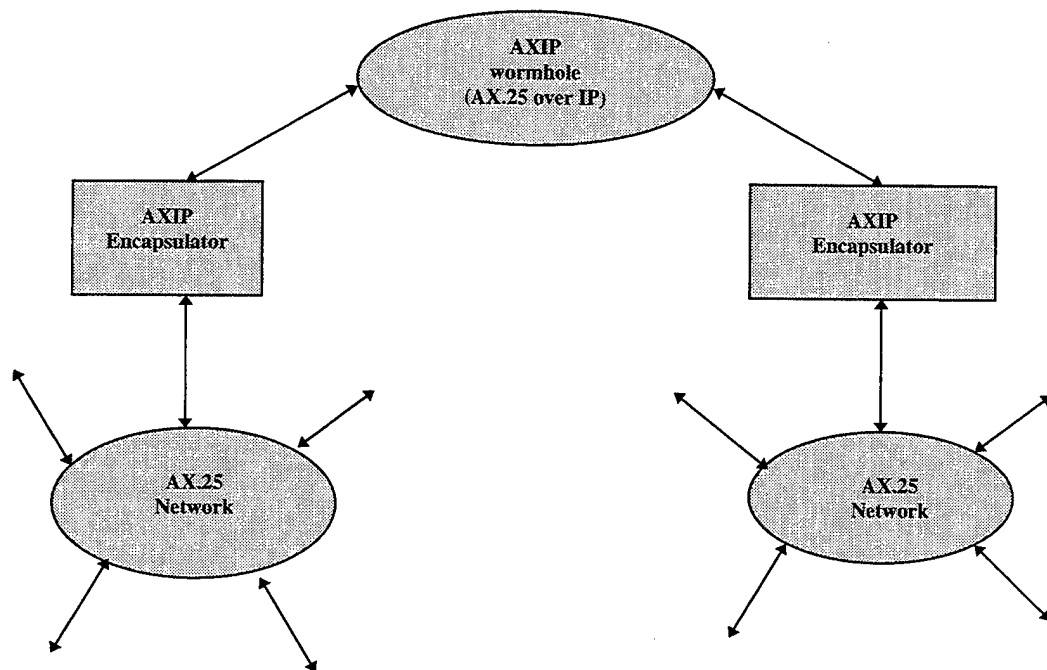 AXIP
wormhole
(AX.25 over IP)
AXIP
Encapsulator
AXIP
Encapsulator
AX.25
Network
AX.25
Network